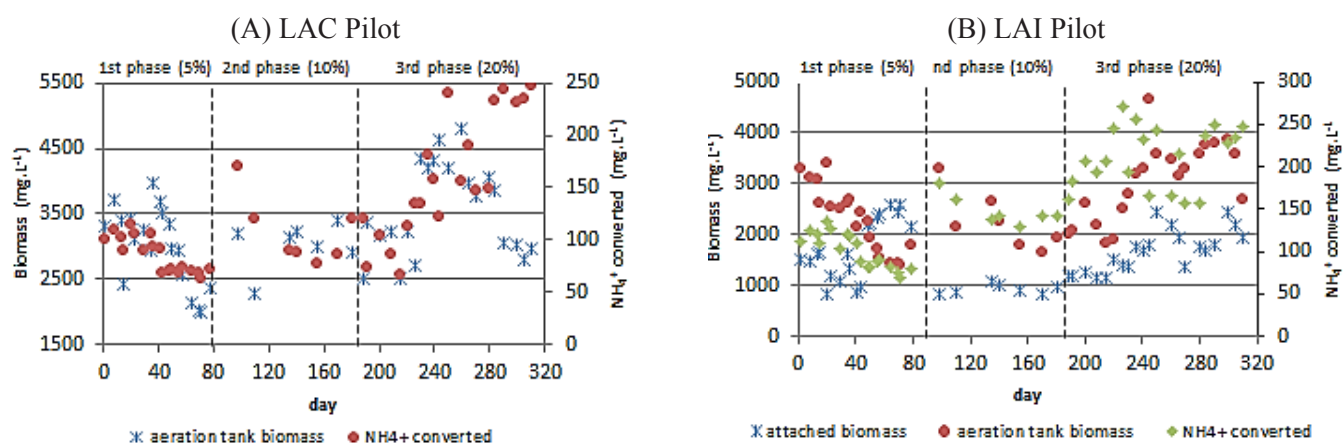 (A) LAC Pilot
1st phase (5%) 2nd phase (10%) 3rd phase (20%)
5500
4500
3500
2500
1500
Biomass (mg.L⁻¹)
250
200
150
100
50
0
NH₄⁺ converted (mg.L⁻¹)
0 40 80 120 160 200 240 280 320
day
aeration tank biomass NH4+ converted
(B) LAI Pilot
1st phase (5%) nd phase (10%) 3rd phase (20%)
5000
4000
3000
2000
1000
0
Biomass (mg.L⁻¹)
300
250
200
150
100
50
0
NH₄⁺ converted (mg.L⁻¹)
0 40 80 120 160 200 240 280 320
day
attached biomass aeration tank biomass NH4+ converted